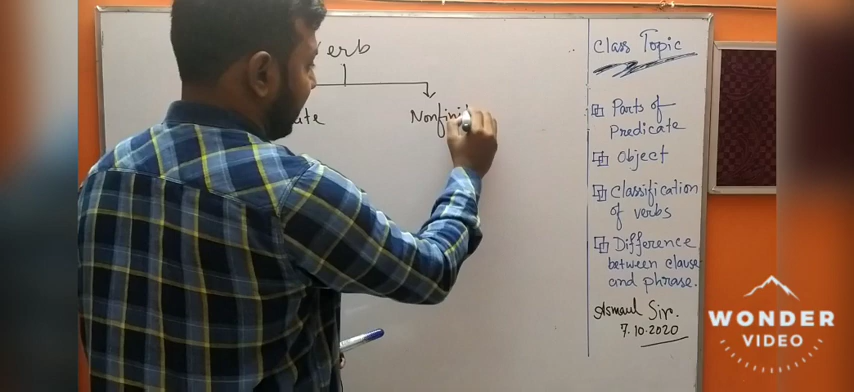 erb
ite
Nonfini
Class Topic
Parts of
Predicate
Object
Classification
of verbs
Difference
between clause
and phrase.
Asmaul Sir.
7.10.2020
WONDER
VIDEO